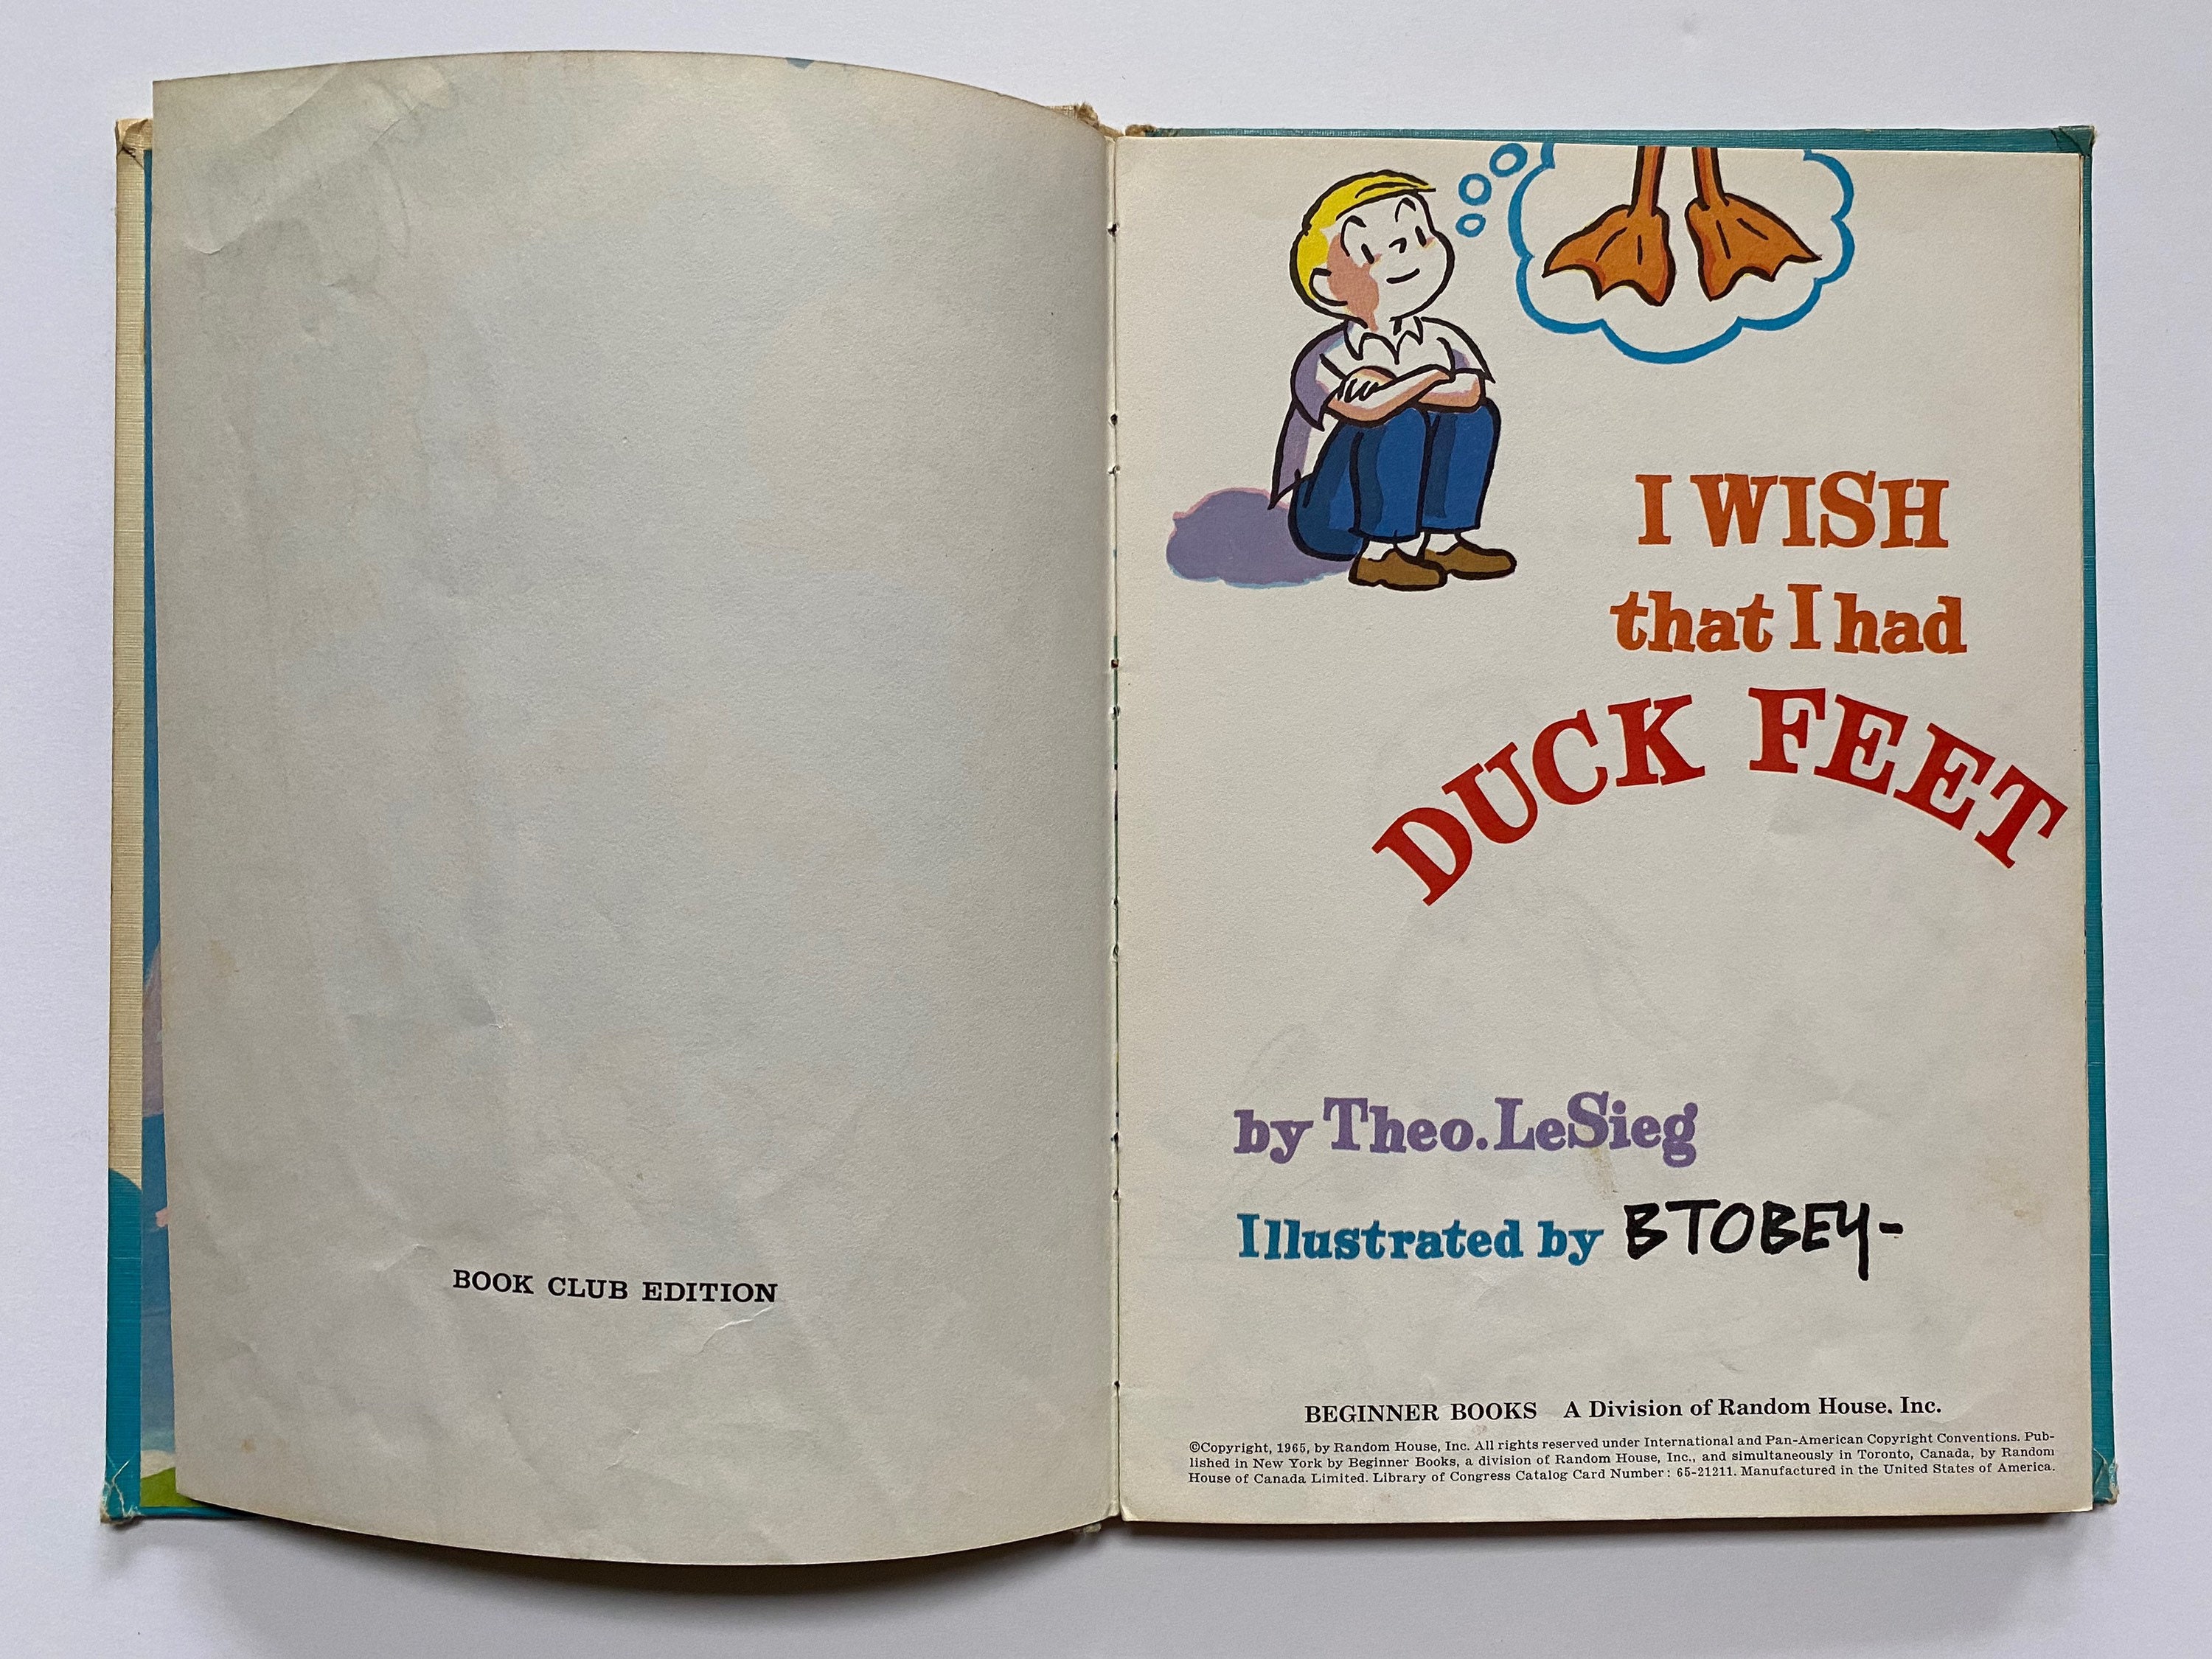 BOOK CLUB EDITION
I WISH
that I had
DUCK FEET
by Theo. LeSieg
Illustrated by B TOBEY-
BEGINNER BOOKS A Division of Random House, Inc.
©Copyright, 1965, by Random House, Inc. All rights reserved under International and Pan-American Copyright Conventions. Pub-
lished in New York by Beginner Books, a division of Random House, Inc., and simultaneously in Toronto, Canada, by Random
House of Canada Limited. Library of Congress Catalog Card Number: 65-21211. Manufactured in the United States of America.